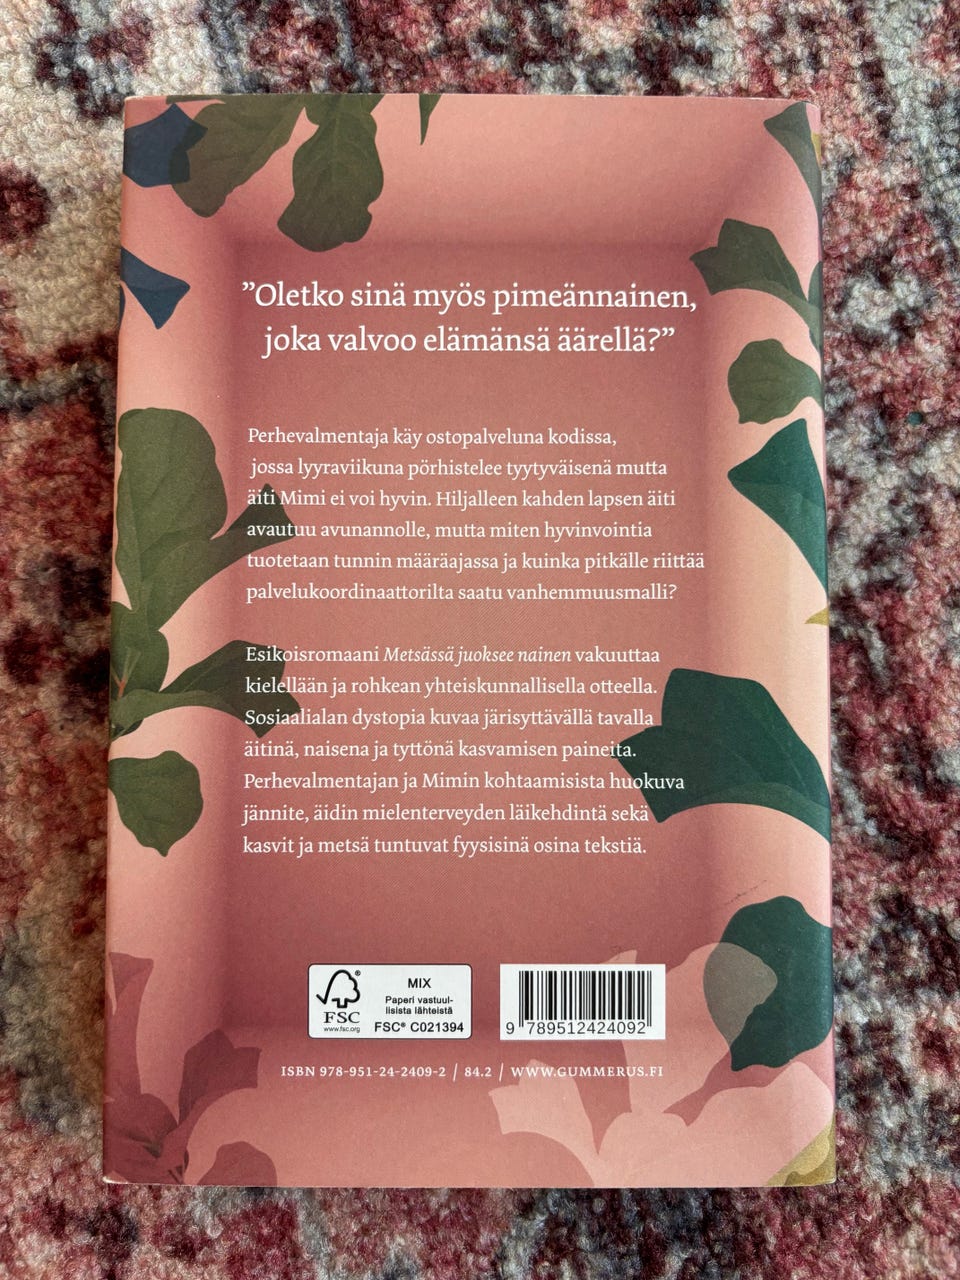 ”Oletko sinä myös pimeännainen,
joka valvoo elämänsä äärellä?”
Perhevalmentaja käy ostopalveluna kodissa,
jossa lyyraviikuna pörhistelee tyytyväisenä mutta
äiti Mimi ei voi hyvin. Hiljalleen kahden lapsen äiti
avautuu avunannolle, mutta miten hyvinvointia
tuotetaan tunnin määräajassa ja kuinka pitkälle riittää
palvelukoordinaattorilta saatu vanhemmuusmalli?
Esikoisromaani Metsässä juoksee nainen vakuuttaa
kielellään ja rohkean yhteiskunnallisella otteella.
Sosiaalialan dystopia kuvaa järisyttävällä tavalla
äitinä, naisena ja tyttönä kasvamisen paineita.
Perhevalmentajan ja Mimin kohtaamisista huokuva
jännite, äidin mielenterveyden läikehdintä sekä
kasvit ja metsä tuntuvat fyysisinä osina tekstiä.
FSC®
www.fsc.org
MIX
Paperi vastuul-
lisista lähteistä
FSC® C021394
9 789512424092
ISBN 978-951-24-2409-2 / 84.2 / WWW.GUMMERUS.FI